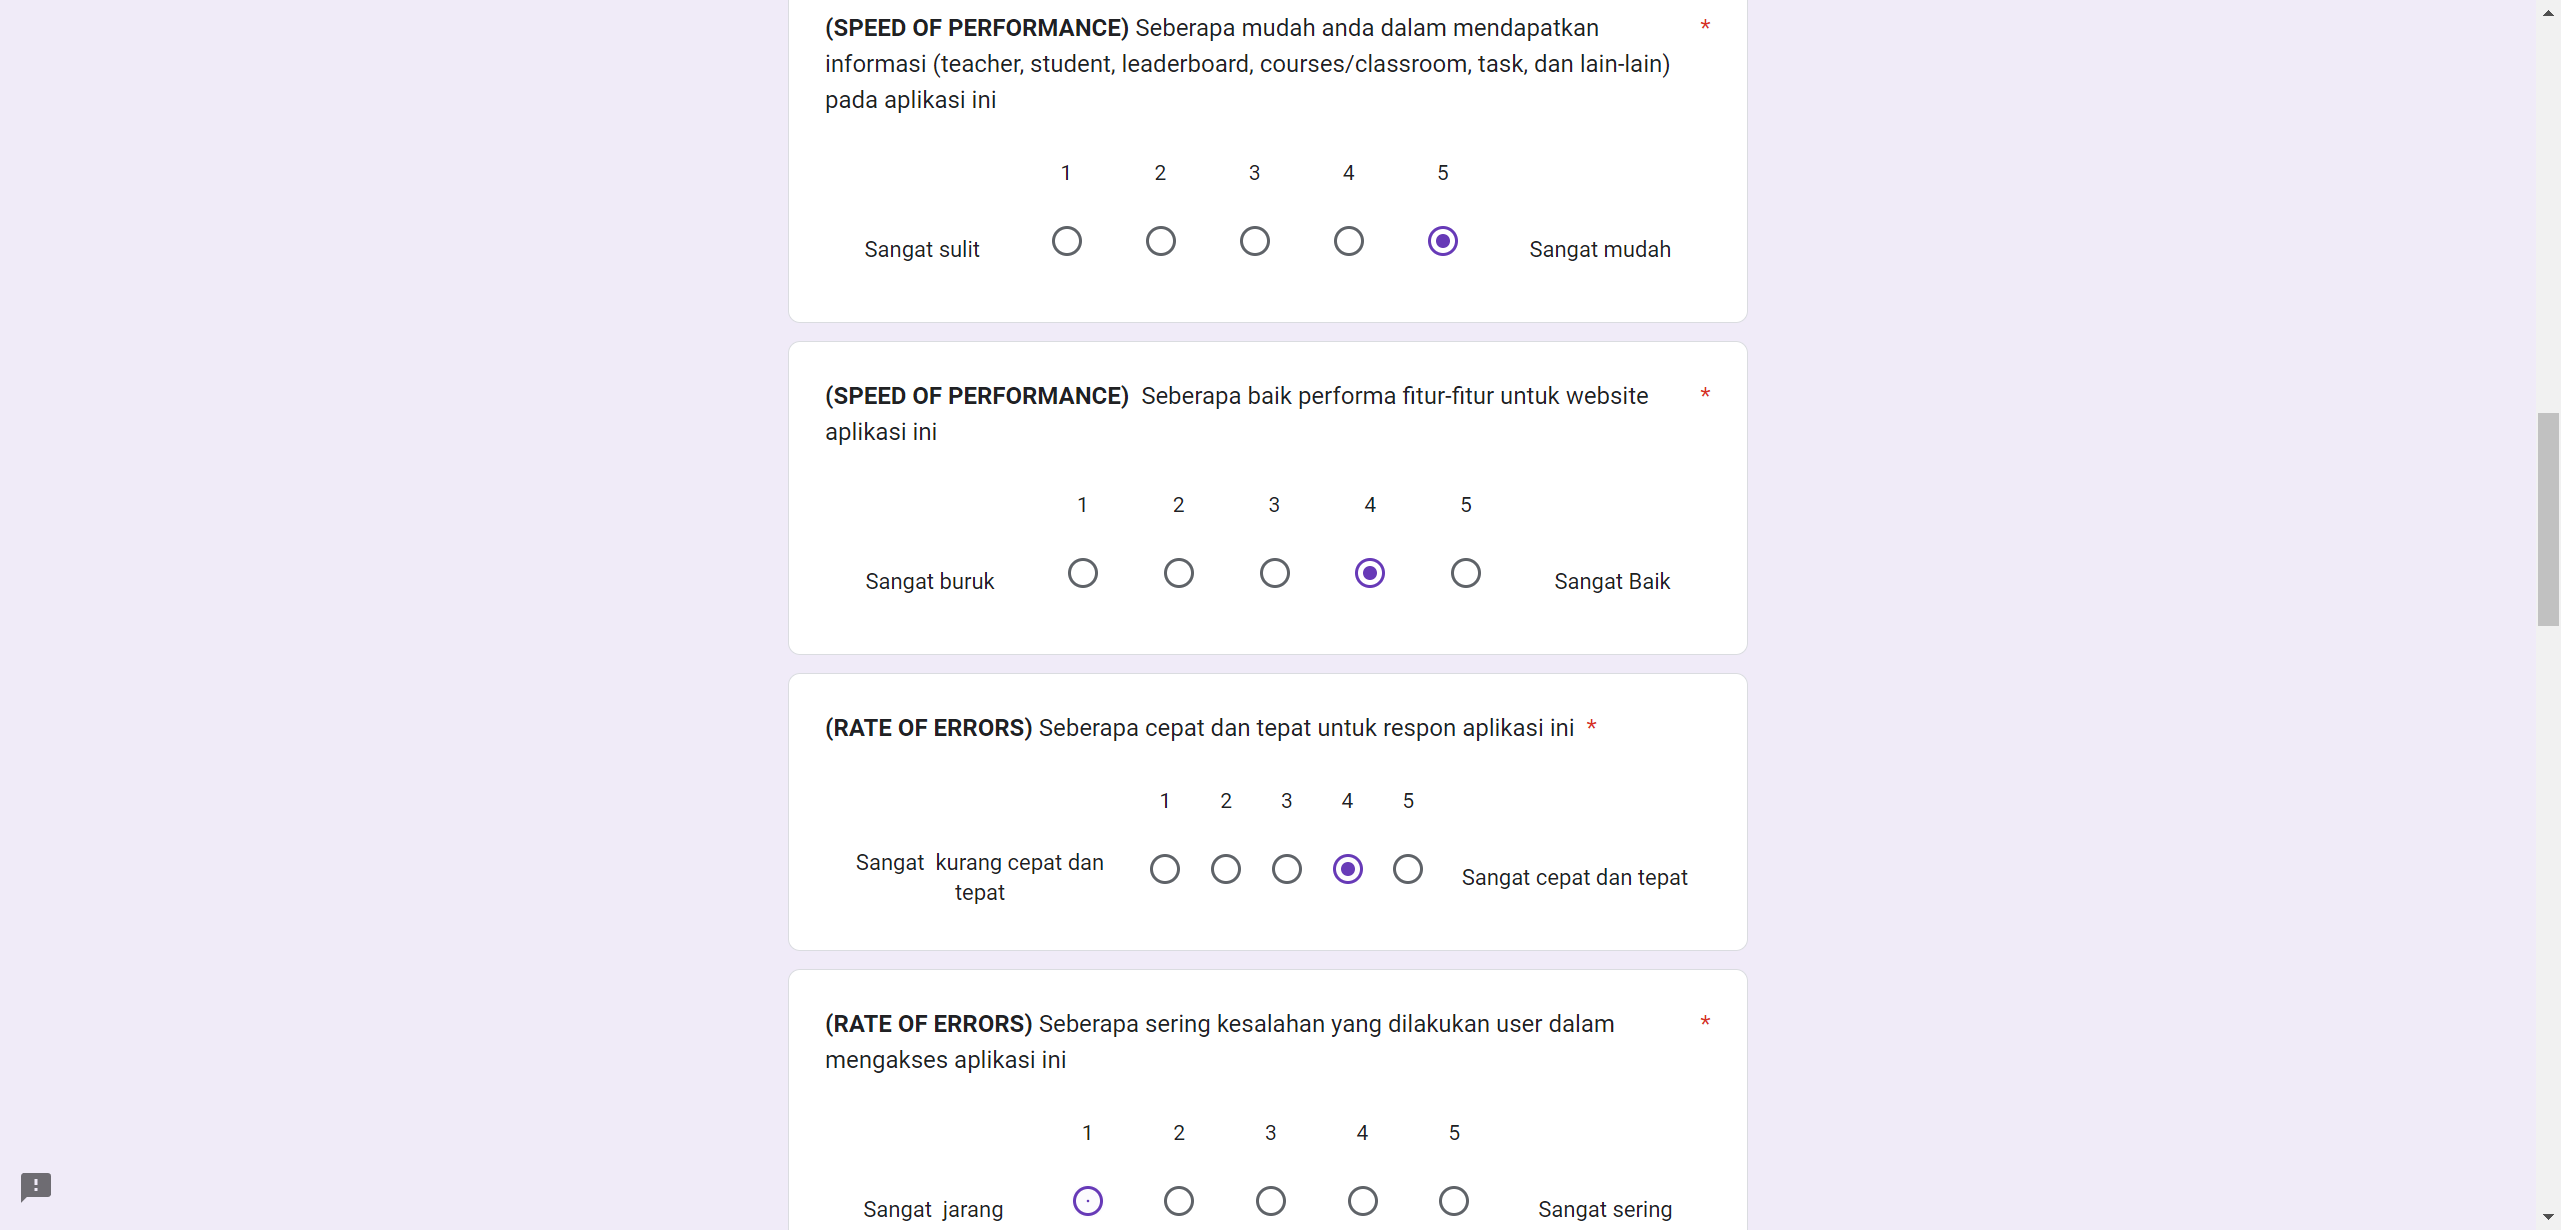 (SPEED OF PERFORMANCE) Seberapa mudah anda dalam mendapatkan *
informasi (teacher, student, leaderboard, courses/classroom, task, dan lain-lain)
pada aplikasi ini
1 2 3 4 5
Sangat sulit Sangat mudah
(SPEED OF PERFORMANCE)  Seberapa baik performa fitur-fitur untuk website *
aplikasi ini
1 2 3 4 5
Sangat buruk Sangat Baik
(RATE OF ERRORS) Seberapa cepat dan tepat untuk respon aplikasi ini *
1 2 3 4 5
Sangat  kurang cepat dan
tepat
Sangat cepat dan tepat
(RATE OF ERRORS) Seberapa sering kesalahan yang dilakukan user dalam *
mengakses aplikasi ini
1 2 3 4 5
Sangat  jarang Sangat sering